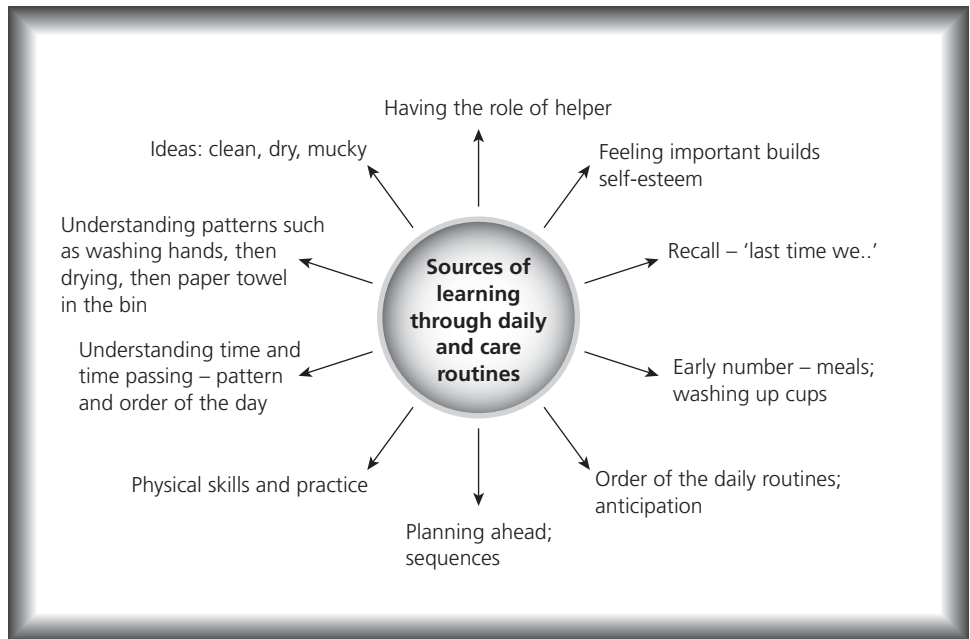 Having the role of helper
Ideas: clean, dry, mucky
Feeling important builds
self-esteem
Understanding patterns such
as washing hands, then
drying, then paper towel
in the bin
Sources of
learning
through daily
and care
routines
Recall – ‘last time we..’
Understanding time and
time passing – pattern
and order of the day
Early number – meals;
washing up cups
Physical skills and practice
Order of the daily routines;
anticipation
Planning ahead;
sequences